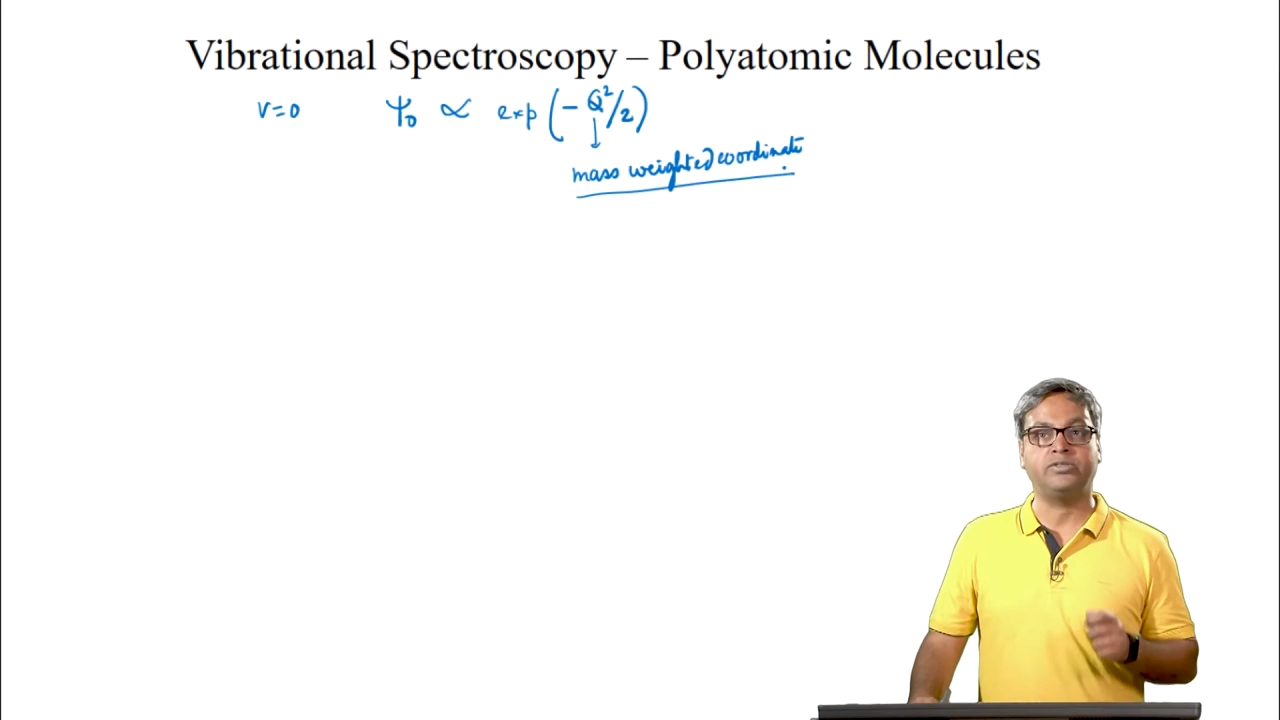 Vibrational Spectroscopy – Polyatomic Molecules
v=0 ψ₀ ∝ exp(-Q²/2)
↓
mass weighted coordinate